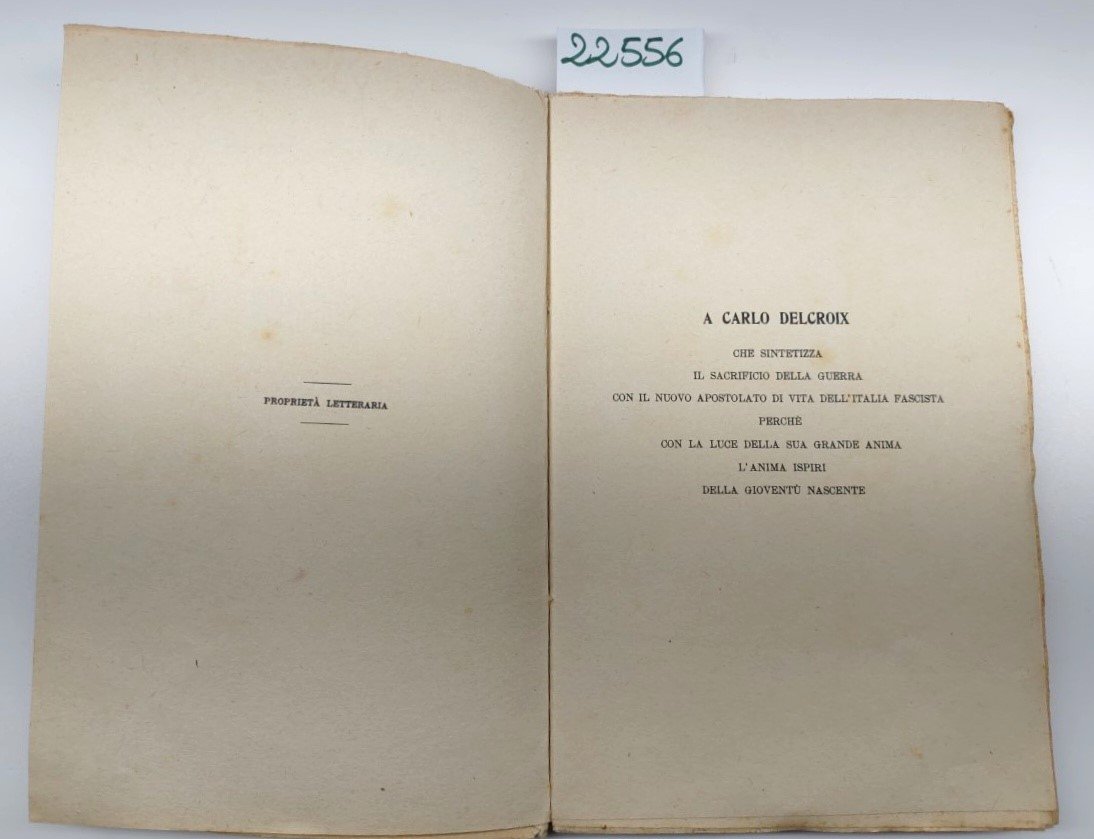 22556
PROPRIETÀ LETTERARIA
A CARLO DELCROIX
CHE SINTETIZZA
IL SACRIFICIO DELLA GUERRA
CON IL NUOVO APOSTOLATO DI VITA DELL'ITALIA FASCISTA
PERCHÈ
CON LA LUCE DELLA SUA GRANDE ANIMA
L'ANIMA ISPIRI
DELLA GIOVENTÙ NASCENTE